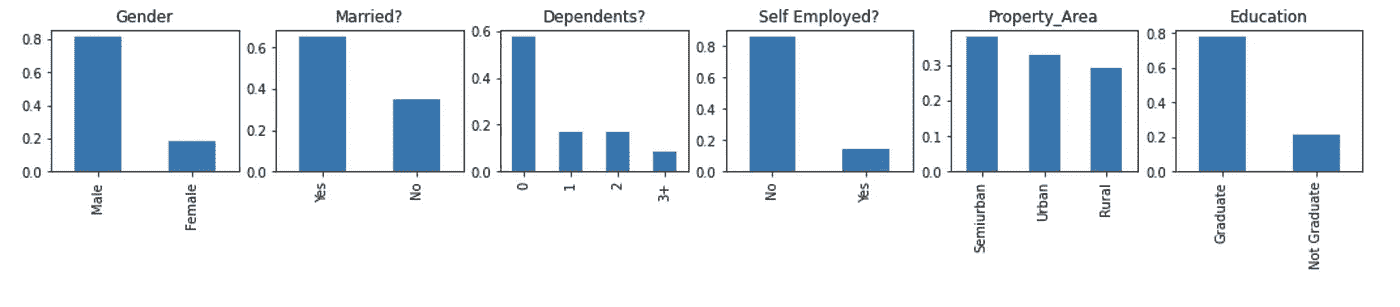 Gender
0.8
0.6
0.4
0.2
0.0
Male
Female
Married?
0.6
0.4
0.2
0.0
Yes
No
Dependents?
0.6
0.4
0.2
0.0
0
1
2
3+
Self Employed?
0.8
0.6
0.4
0.2
0.0
No
Yes
Property_Area
0.3
0.2
0.1
0.0
Semiurban
Urban
Rural
Education
0.8
0.6
0.4
0.2
0.0
Graduate
Not Graduate